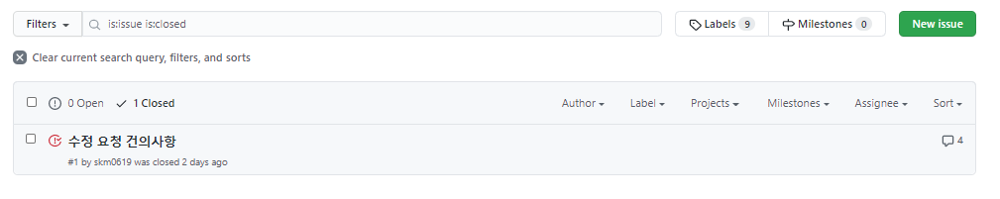 Filters is:issue is:closed Labels 9 Milestones 0 New issue
Clear current search query, filters, and sorts
0 Open 1 Closed Author Label Projects Milestones Assignee Sort
수정 요청 건의사항 4
#1 by skm0619 was closed 2 days ago